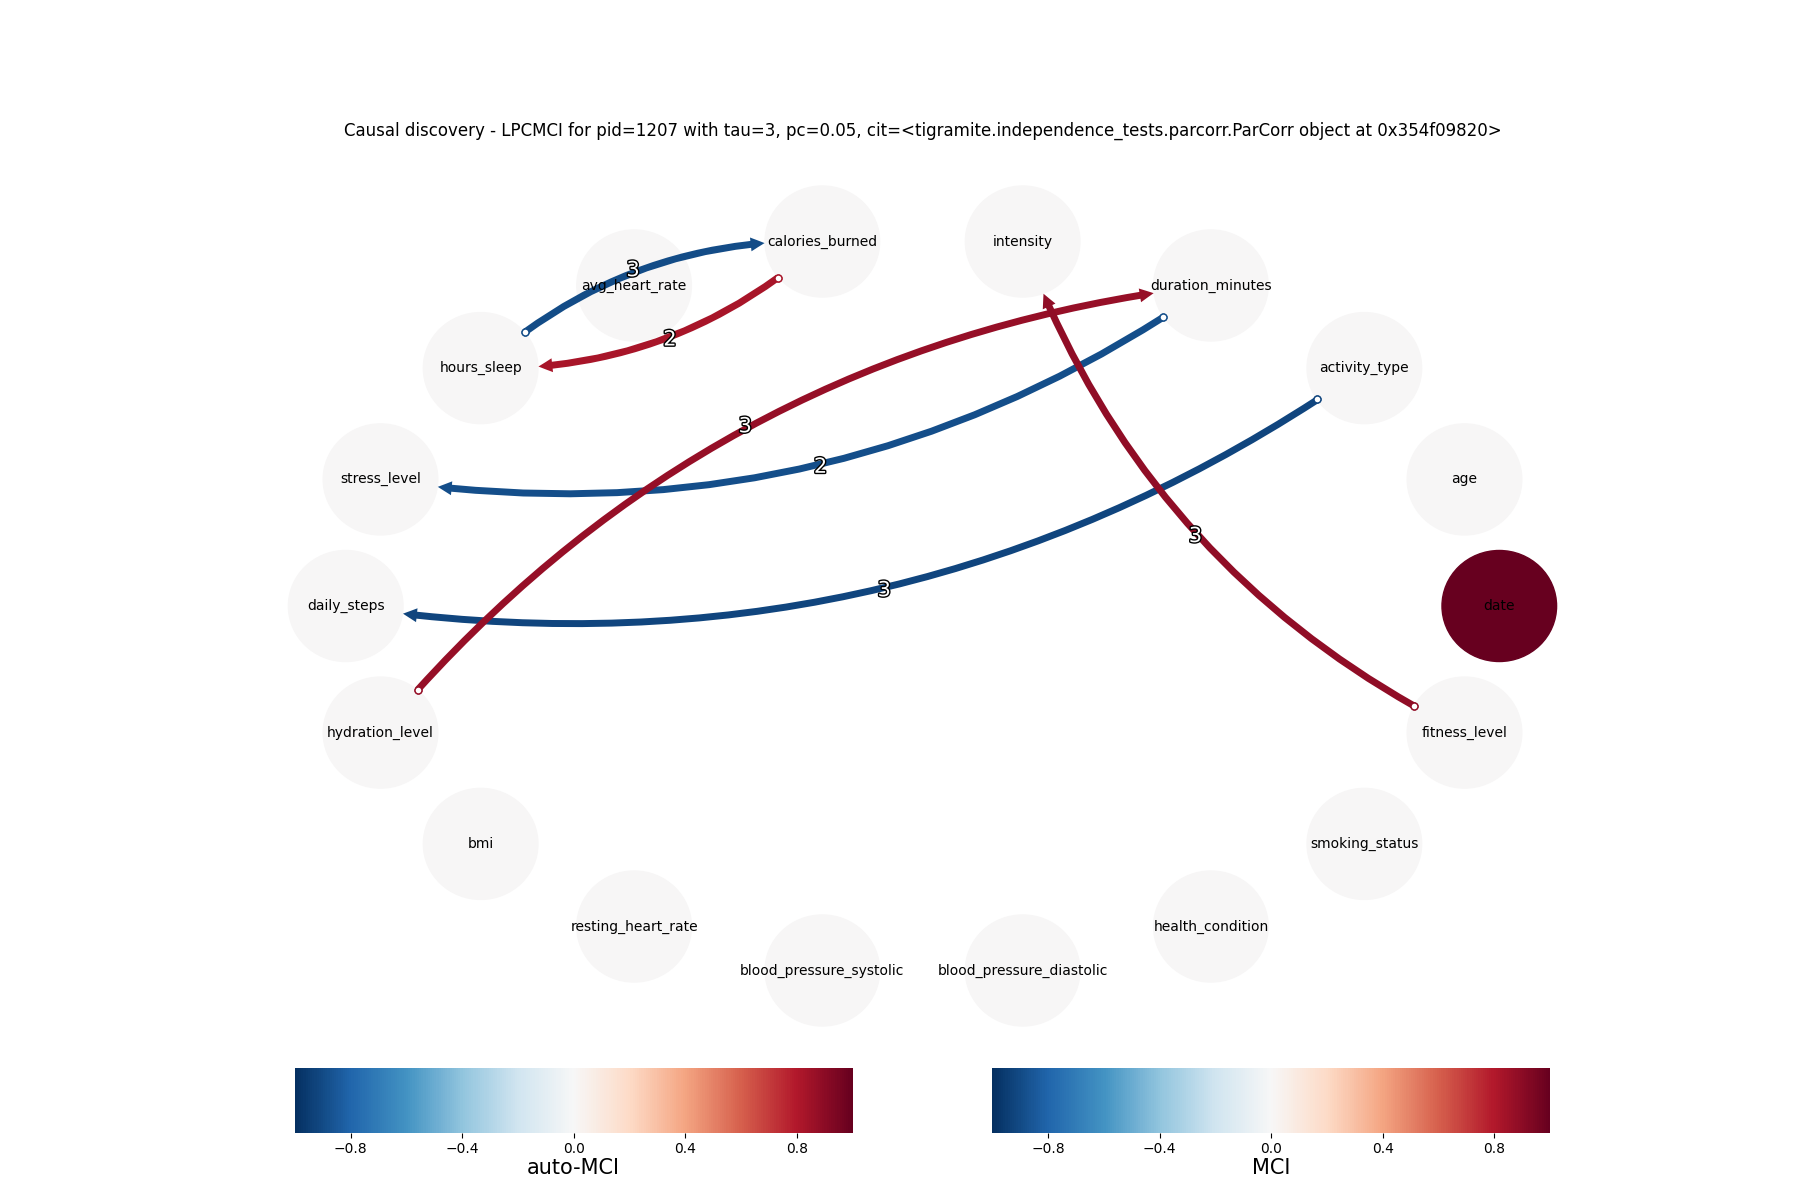 Causal discovery - LPCMCI for pid=1207 with tau=3, pc=0.05, cit=<tigramite.independence_tests.parcorr.ParCorr object at 0x354f09820>
calories_burned
intensity
3
avg_heart_rate
duration_minutes
2
hours_sleep
activity_type
3
2
stress_level
age
3
3
daily_steps
date
hydration_level
fitness_level
bmi
smoking_status
resting_heart_rate
health_condition
blood_pressure_systolic
blood_pressure_diastolic
−0.8 −0.4 0.0 0.4 0.8
auto-MCI
−0.8 −0.4 0.0 0.4 0.8
MCI